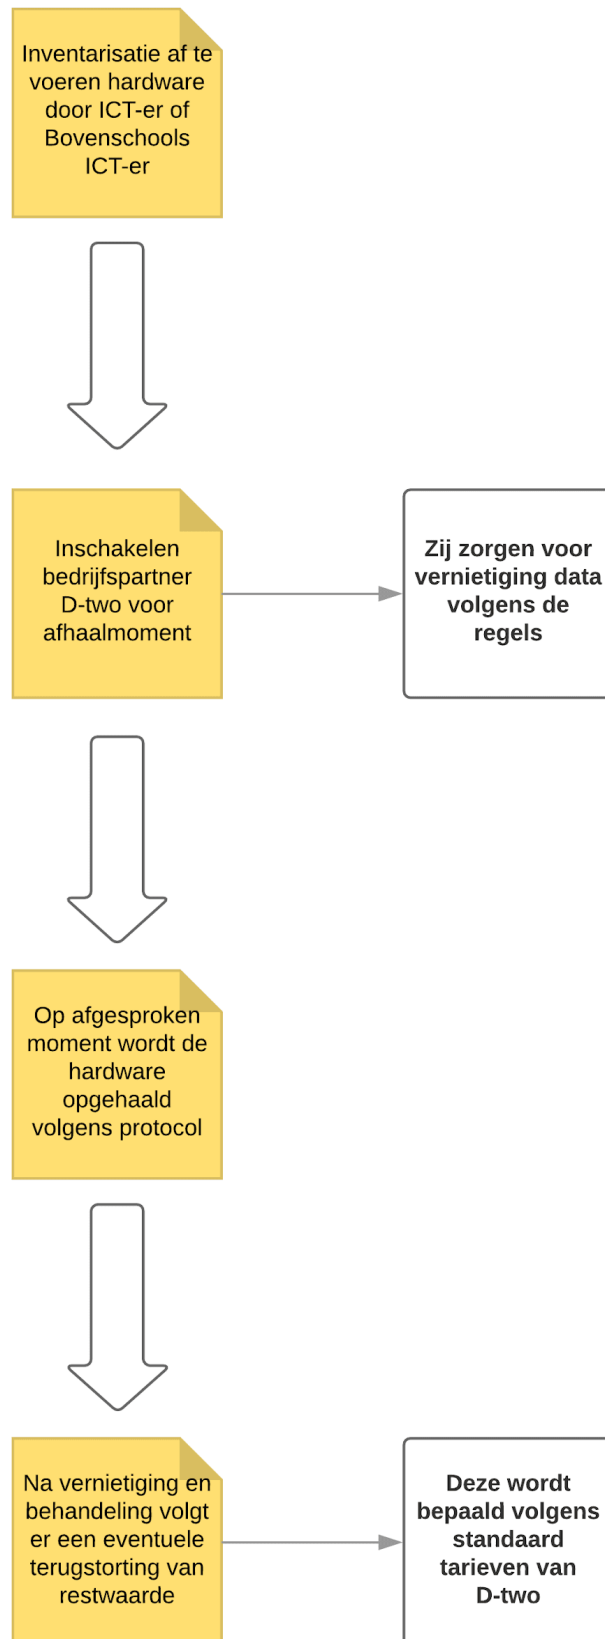 Inventarisatie af te
voeren hardware
door ICT-er of
Bovenschools
ICT-er
Inschakelen
bedrijfspartner
D-two voor
afhaalmoment
Zij zorgen voor
vernietiging data
volgens de
regels
Op afgesproken
moment wordt de
hardware
opgehaald
volgens protocol
Na vernietiging en
behandeling volgt
er een eventuele
terugstorting van
restwaarde
Deze wordt
bepaald volgens
standaard
tarieven van
D-two